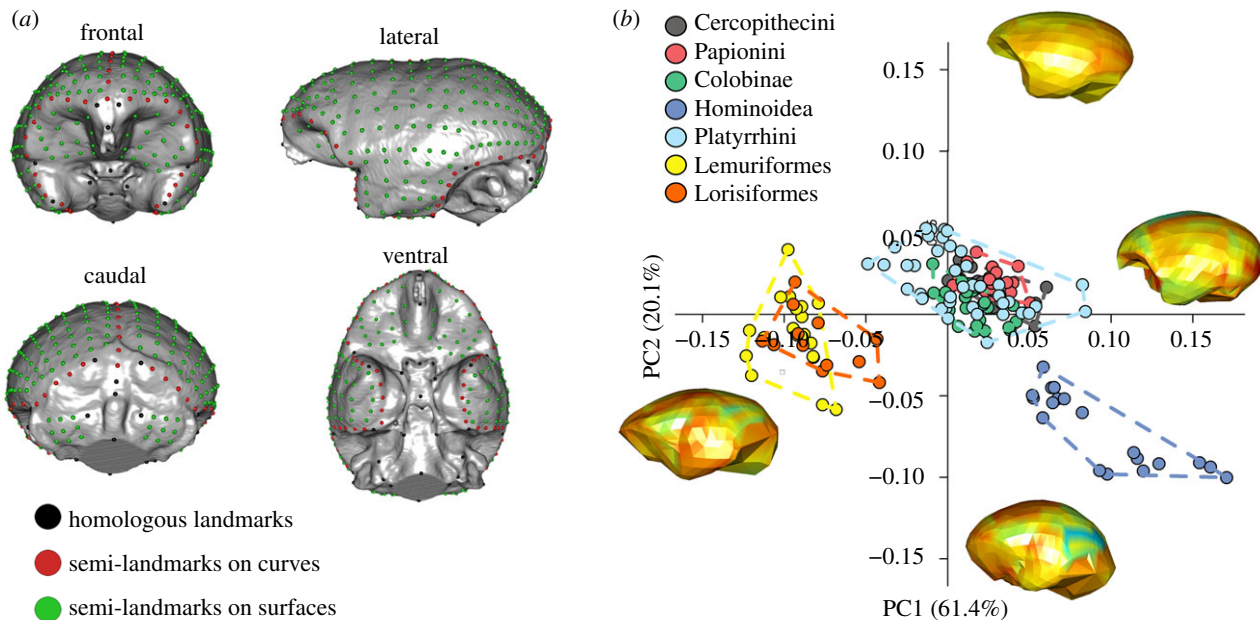 (a)
frontal
lateral
caudal
ventral
homologous landmarks
semi-landmarks on curves
semi-landmarks on surfaces
(b)
Cercopithecini
Papionini
Colobinae
Hominoidea
Platyrrhini
Lemuriformes
Lorisiformes
0.15
0.10
0.05
−0.05
−0.10
−0.15
PC2 (20.1%)
−0.15
−0.10
−0.05
0.05
0.10
0.15
PC1 (61.4%)